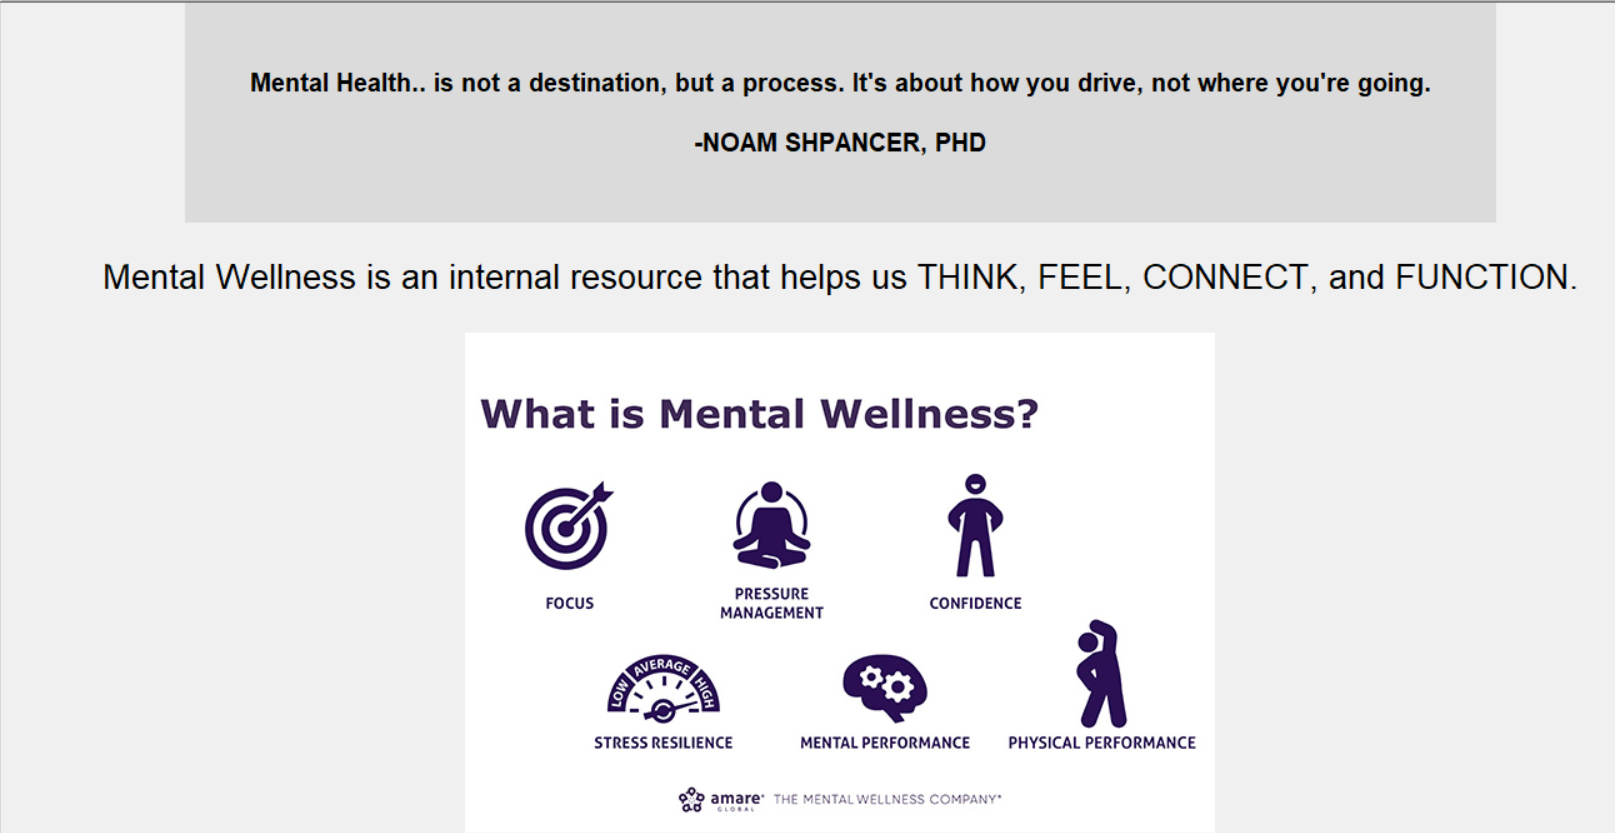 Mental Health.. is not a destination, but a process. It's about how you drive, not where you're going.
-NOAM SHPANCER, PHD
Mental Wellness is an internal resource that helps us THINK, FEEL, CONNECT, and FUNCTION.
What is Mental Wellness?
FOCUS
PRESSURE
MANAGEMENT
CONFIDENCE
LOW AVERAGE HIGH
STRESS RESILIENCE
MENTAL PERFORMANCE
PHYSICAL PERFORMANCE
amare® THE MENTAL WELLNESS COMPANY®
GLOBAL